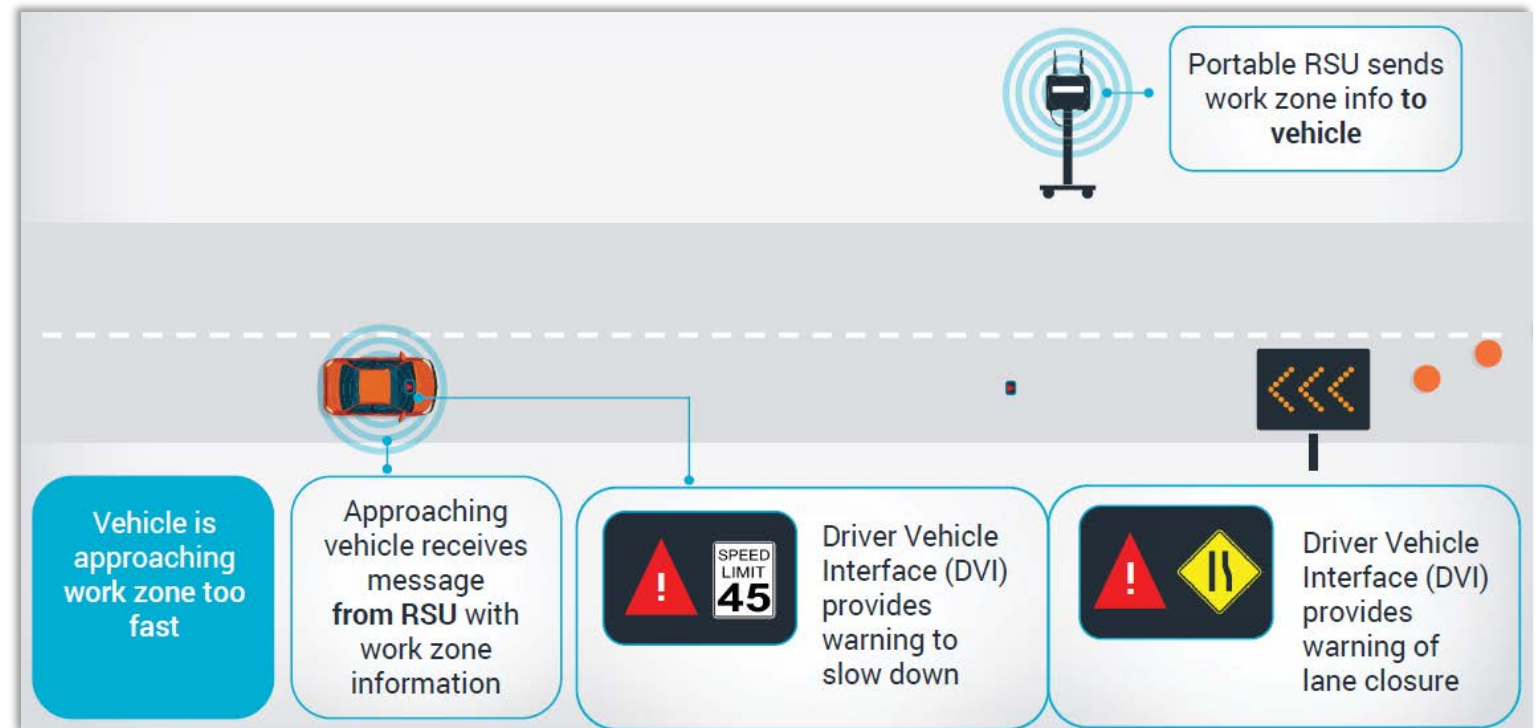 Portable RSU sends
work zone info to
vehicle
Vehicle is
approaching
work zone too
fast
Approaching
vehicle receives
message
from RSU with
work zone
information
!
SPEED
LIMIT
45
Driver Vehicle
Interface (DVI)
provides
warning to
slow down
!
Driver Vehicle
Interface (DVI)
provides
warning of
lane closure